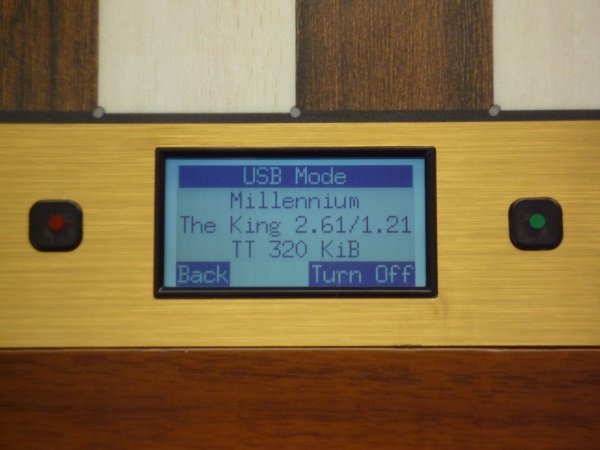 USB Mode
Millennium
The King 2.61/1.21
TT 320 KiB
Back Turn Off